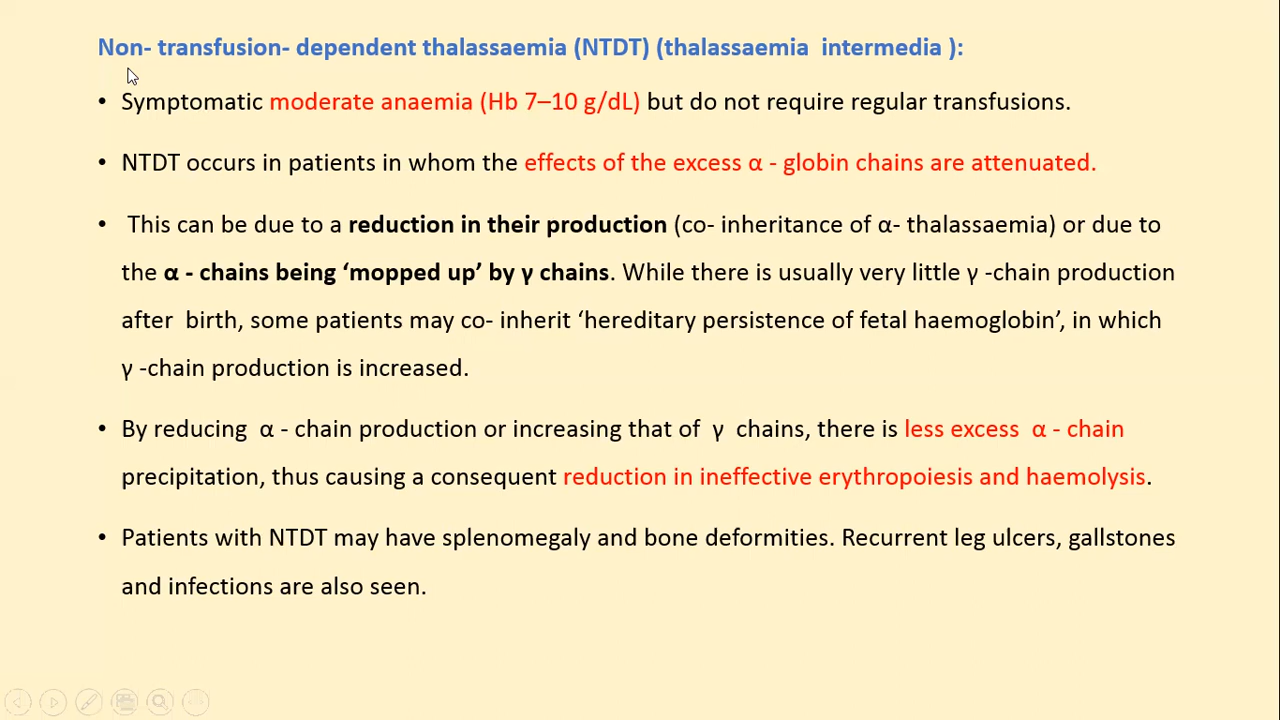 Non- transfusion- dependent thalassaemia (NTDT) (thalassaemia  intermedia ):
• Symptomatic moderate anaemia (Hb 7–10 g/dL) but do not require regular transfusions.
• NTDT occurs in patients in whom the effects of the excess α - globin chains are attenuated.
• This can be due to a reduction in their production (co- inheritance of α- thalassaemia) or due to
the α - chains being ‘mopped up’ by γ chains. While there is usually very little γ -chain production
after  birth, some patients may co- inherit ‘hereditary persistence of fetal haemoglobin’, in which
γ -chain production is increased.
• By reducing  α - chain production or increasing that of  γ  chains, there is less excess  α - chain
precipitation, thus causing a consequent reduction in ineffective erythropoiesis and haemolysis.
• Patients with NTDT may have splenomegaly and bone deformities. Recurrent leg ulcers, gallstones
and infections are also seen.